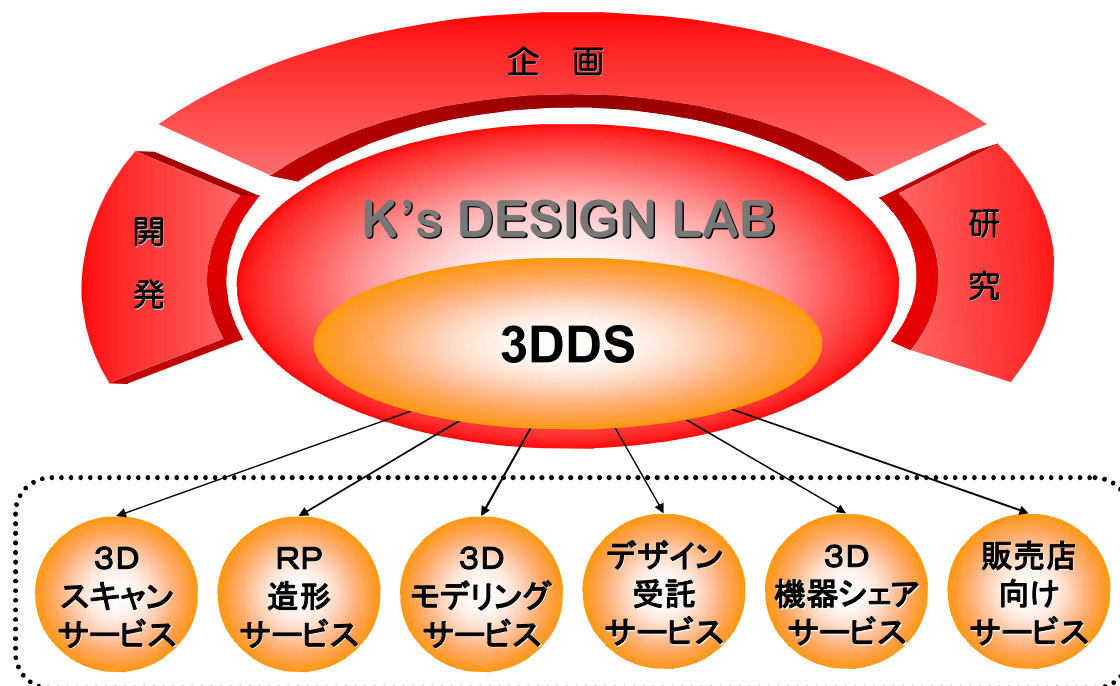 企 画
開
発
研
究
K's DESIGN LAB
3DDS
３Ｄ
スキャン
サービス
ＲＰ
造形
サービス
３Ｄ
モデリング
サービス
デザイン
受託
サービス
３Ｄ
機器シェア
サービス
販売店
向け
サービス